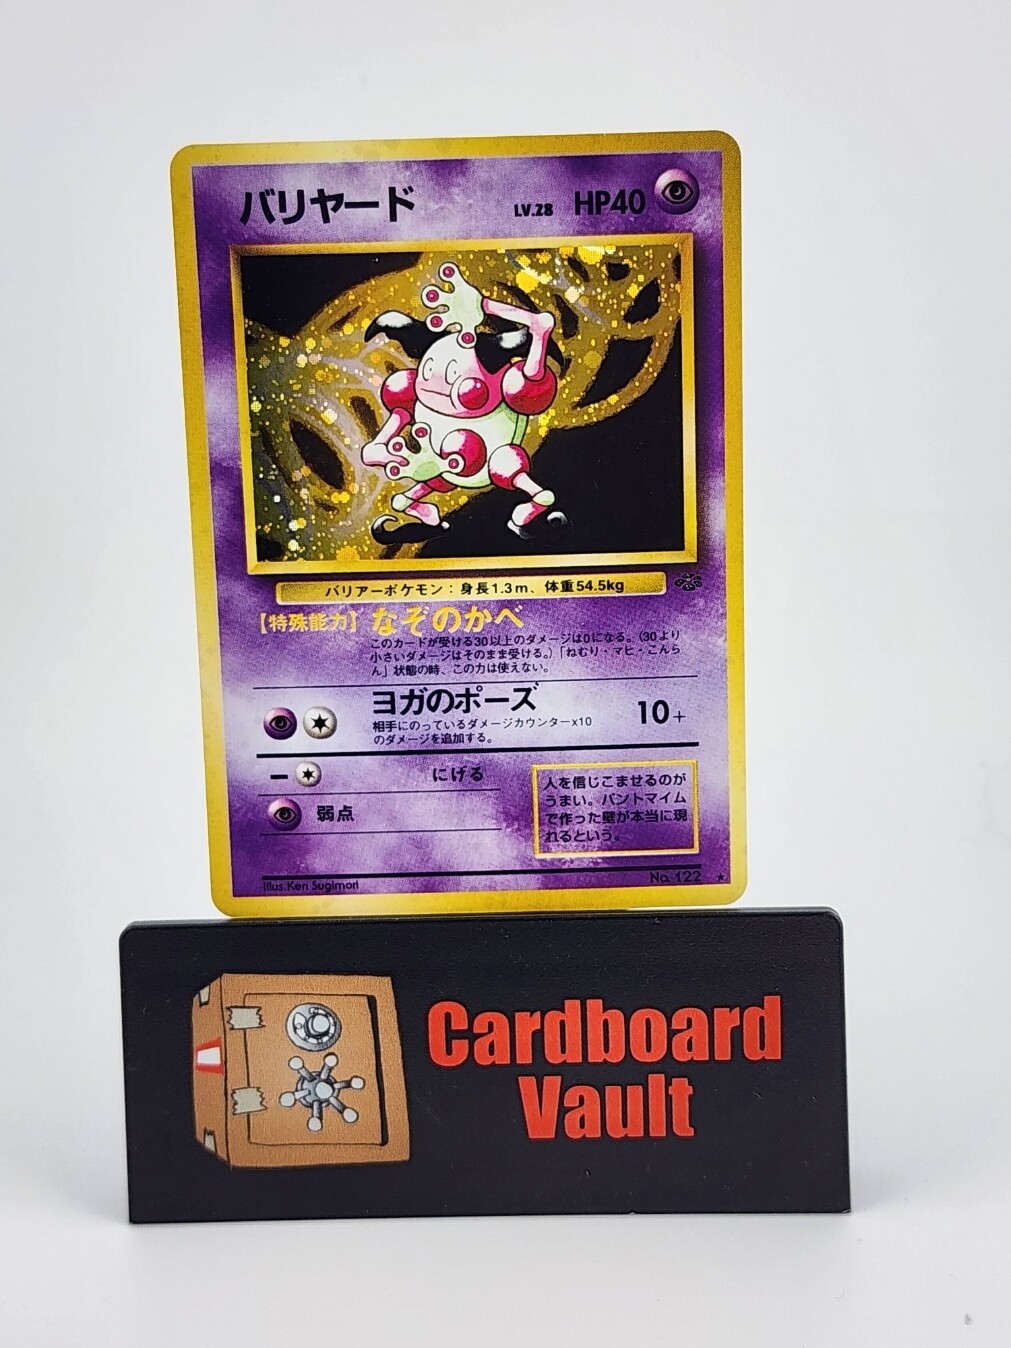 バリヤード LV.28 HP40
バリアーポケモン：身長1.3m、体重54.5kg
【特殊能力】なぞのかべ
このカードが受ける30以上のダメージは0になる。（30より
小さいダメージはそのまま受ける。）「ねむり・マヒ・こんら
ん」状態の時、この力は使えない。
ヨガのポーズ 10+
相手にのっているダメージカウンター×10
のダメージを追加する。
にげる
弱点
人を信じこませるのが
うまい。パントマイム
で作った壁が本当に現
れるという。
Illus.Ken Sugimori No.122 ★
Cardboard
Vault